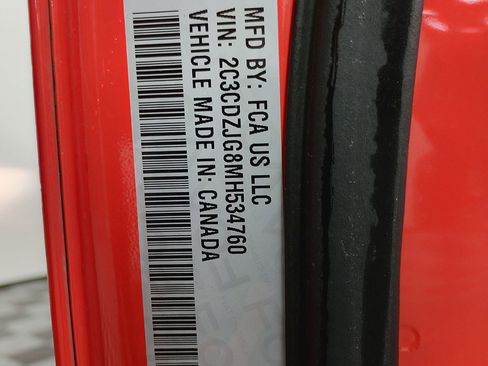 MFD BY: FCA US LLC
VIN: 2C3CDZJG8MH534760
VEHICLE MADE IN: CANADA